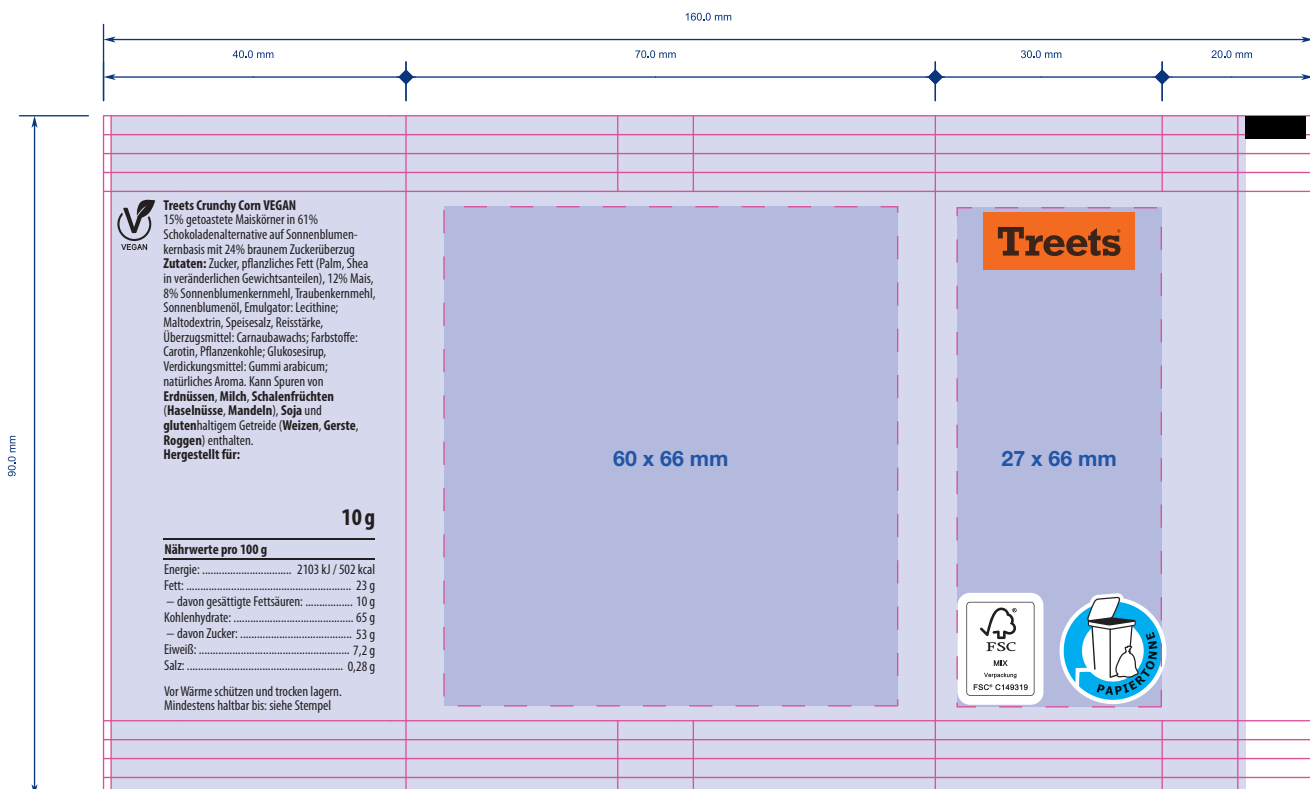 160.0 mm
40.0 mm
70.0 mm
30.0 mm
20.0 mm
90.0 mm
VEGAN
Treets Crunchy Corn VEGAN
15% getoastete Maiskörner in 61%
Schokoladenalternative auf Sonnenblumen-
kernbasis mit 24% braunem Zuckerüberzug
Zutaten: Zucker, pflanzliches Fett (Palm, Shea
in veränderlichen Gewichtsanteilen), 12% Mais,
8% Sonnenblumenkernmehl, Traubenkernmehl,
Sonnenblumenöl, Emulgator: Lecithine;
Maltodextrin, Speisesalz, Reisstärke,
Überzugsmittel: Carnaubawachs; Farbstoffe:
Carotin, Pflanzenkohle; Glukosesirup,
Verdickungsmittel: Gummi arabicum;
natürliches Aroma. Kann Spuren von
Erdnüssen, Milch, Schalenfrüchten
(Haselnüsse, Mandeln), Soja und
glutenhaltigem Getreide (Weizen, Gerste,
Roggen) enthalten.
Hergestellt für:
10 g
Nährwerte pro 100 g
Energie: ................................ 2103 kJ / 502 kcal
Fett: .......................................................... 23 g
– davon gesättigte Fettsäuren: ................. 10 g
Kohlenhydrate: ........................................... 65 g
– davon Zucker: ........................................ 53 g
Eiweiß: ...................................................... 7,2 g
Salz: ........................................................ 0,28 g
Vor Wärme schützen und trocken lagern.
Mindestens haltbar bis: siehe Stempel
60 x 66 mm
Treets
27 x 66 mm
®
FSC
MIX
Verpackung
FSC® C149319
PAPIERTONNE